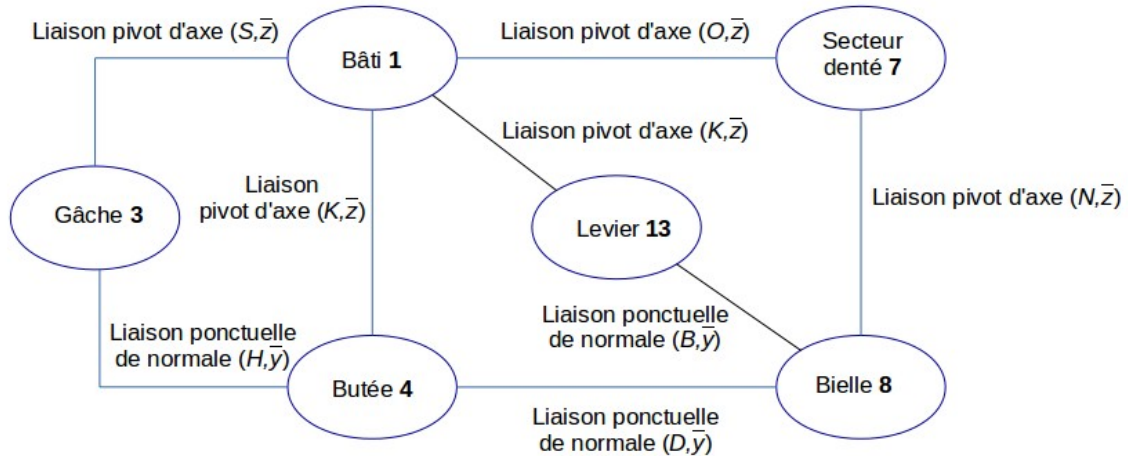 Liaison pivot d'axe (S,z̅)
Bâti 1
Liaison pivot d'axe (O,z̅)
Secteur
denté 7
Liaison pivot d'axe (K,z̅)
Liaison
pivot d'axe (K,z̅)
Liaison pivot d'axe (N,z̅)
Gâche 3
Levier 13
Liaison ponctuelle
de normale (H,y̅)
Liaison ponctuelle
de normale (B,y̅)
Butée 4
Bielle 8
Liaison ponctuelle
de normale (D,y̅)